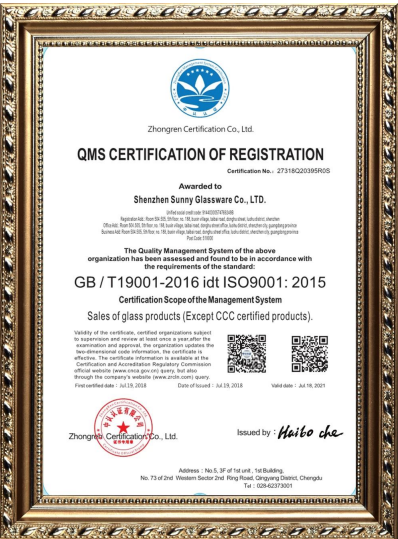 Zhongren Certification Co., Ltd.
QMS CERTIFICATION OF REGISTRATION
Certification No.: 27318Q20395R0S
Awarded to
Shenzhen Sunny Glassware Co., LTD.
The Quality Management System of the above
organization has been assessed and found to be in accordance with
the requirements of the standard:
GB / T19001-2016 idt ISO9001: 2015
Certification Scope of the Management System
Sales of glass products (Except CCC certified products).
Validity of the certificate, certified organizations subject
to supervision and review at least once a year,after the
examination and approval, the organization updates the
two-dimensional code information, the certificate is
effective. The certificate information is available at the
Certification and Accreditation Regulatory Commission
official website (www.cnca.gov.cn) query, but also
through the company's website (www.zrctn.com) query.
First certified date: Jul.19, 2018
Date of Issued : Jul.19, 2018
Valid date : Jul.18, 2021
Zhongren Certification Co., Ltd.
Issued by : Haibo che
Address : No.5, 3F of 1st unit , 1st Building,
No. 73 of 2nd Western Sector 2nd Ring Road, Qingyang District, Chengdu
Tel : 028-62373001